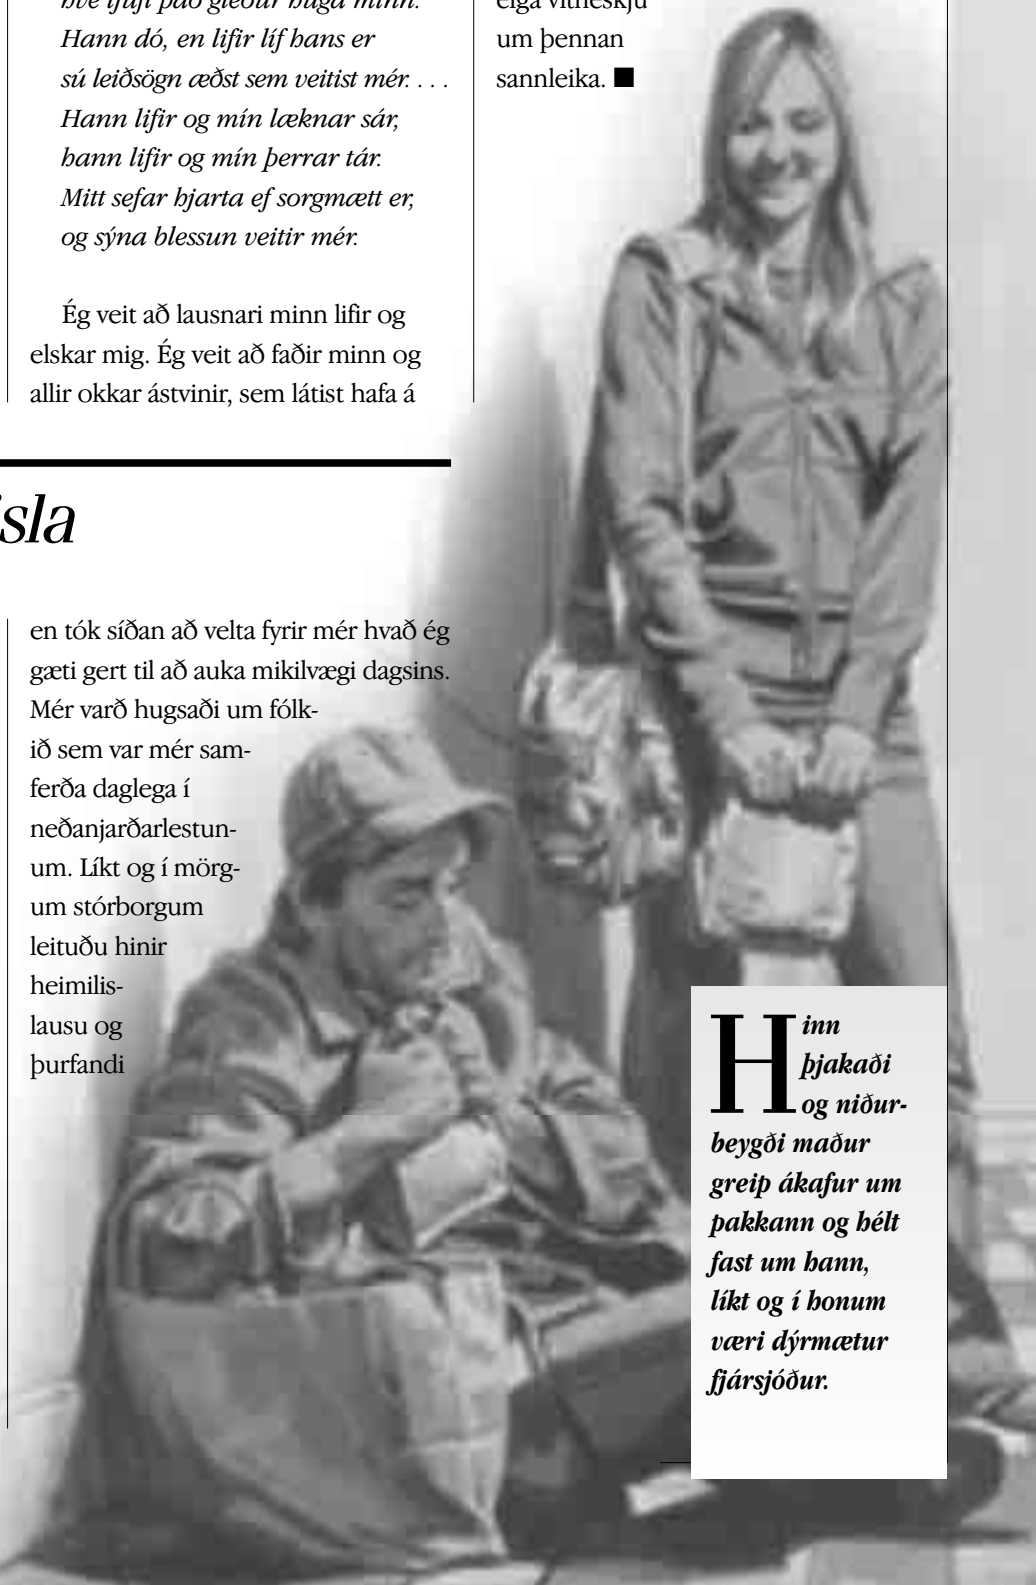 hve ljúft það gleður huga minn.
Hann dó, en lifir líf hans er
sú leiðsögn æðst sem veitist mér. . . .
Hann lifir og mín læknar sár,
hann lifir og mín þerrar tár.
Mitt sefar hjarta ef sorgmætt er,
og sýna blessun veitir mér.
Ég veit að lausnari minn lifir og
elskar mig. Ég veit að faðir minn og
allir okkar ástvinir, sem látist hafa á
eiga vitneskju
um þennan
sannleika. ■
isla
en tók síðan að velta fyrir mér hvað ég
gæti gert til að auka mikilvægi dagsins.
Mér varð hugsaði um fólk-
ið sem var mér sam-
ferða daglega í
neðanjarðarlestun-
um. Líkt og í mörg-
um stórborgum
leituðu hinir
heimilis-
lausu og
þurfandi
Hinn
þjakaði
og niður-
beygði maður
greip ákafur um
pakkann og hélt
fast um hann,
líkt og í honum
væri dýrmætur
fjársjóður.